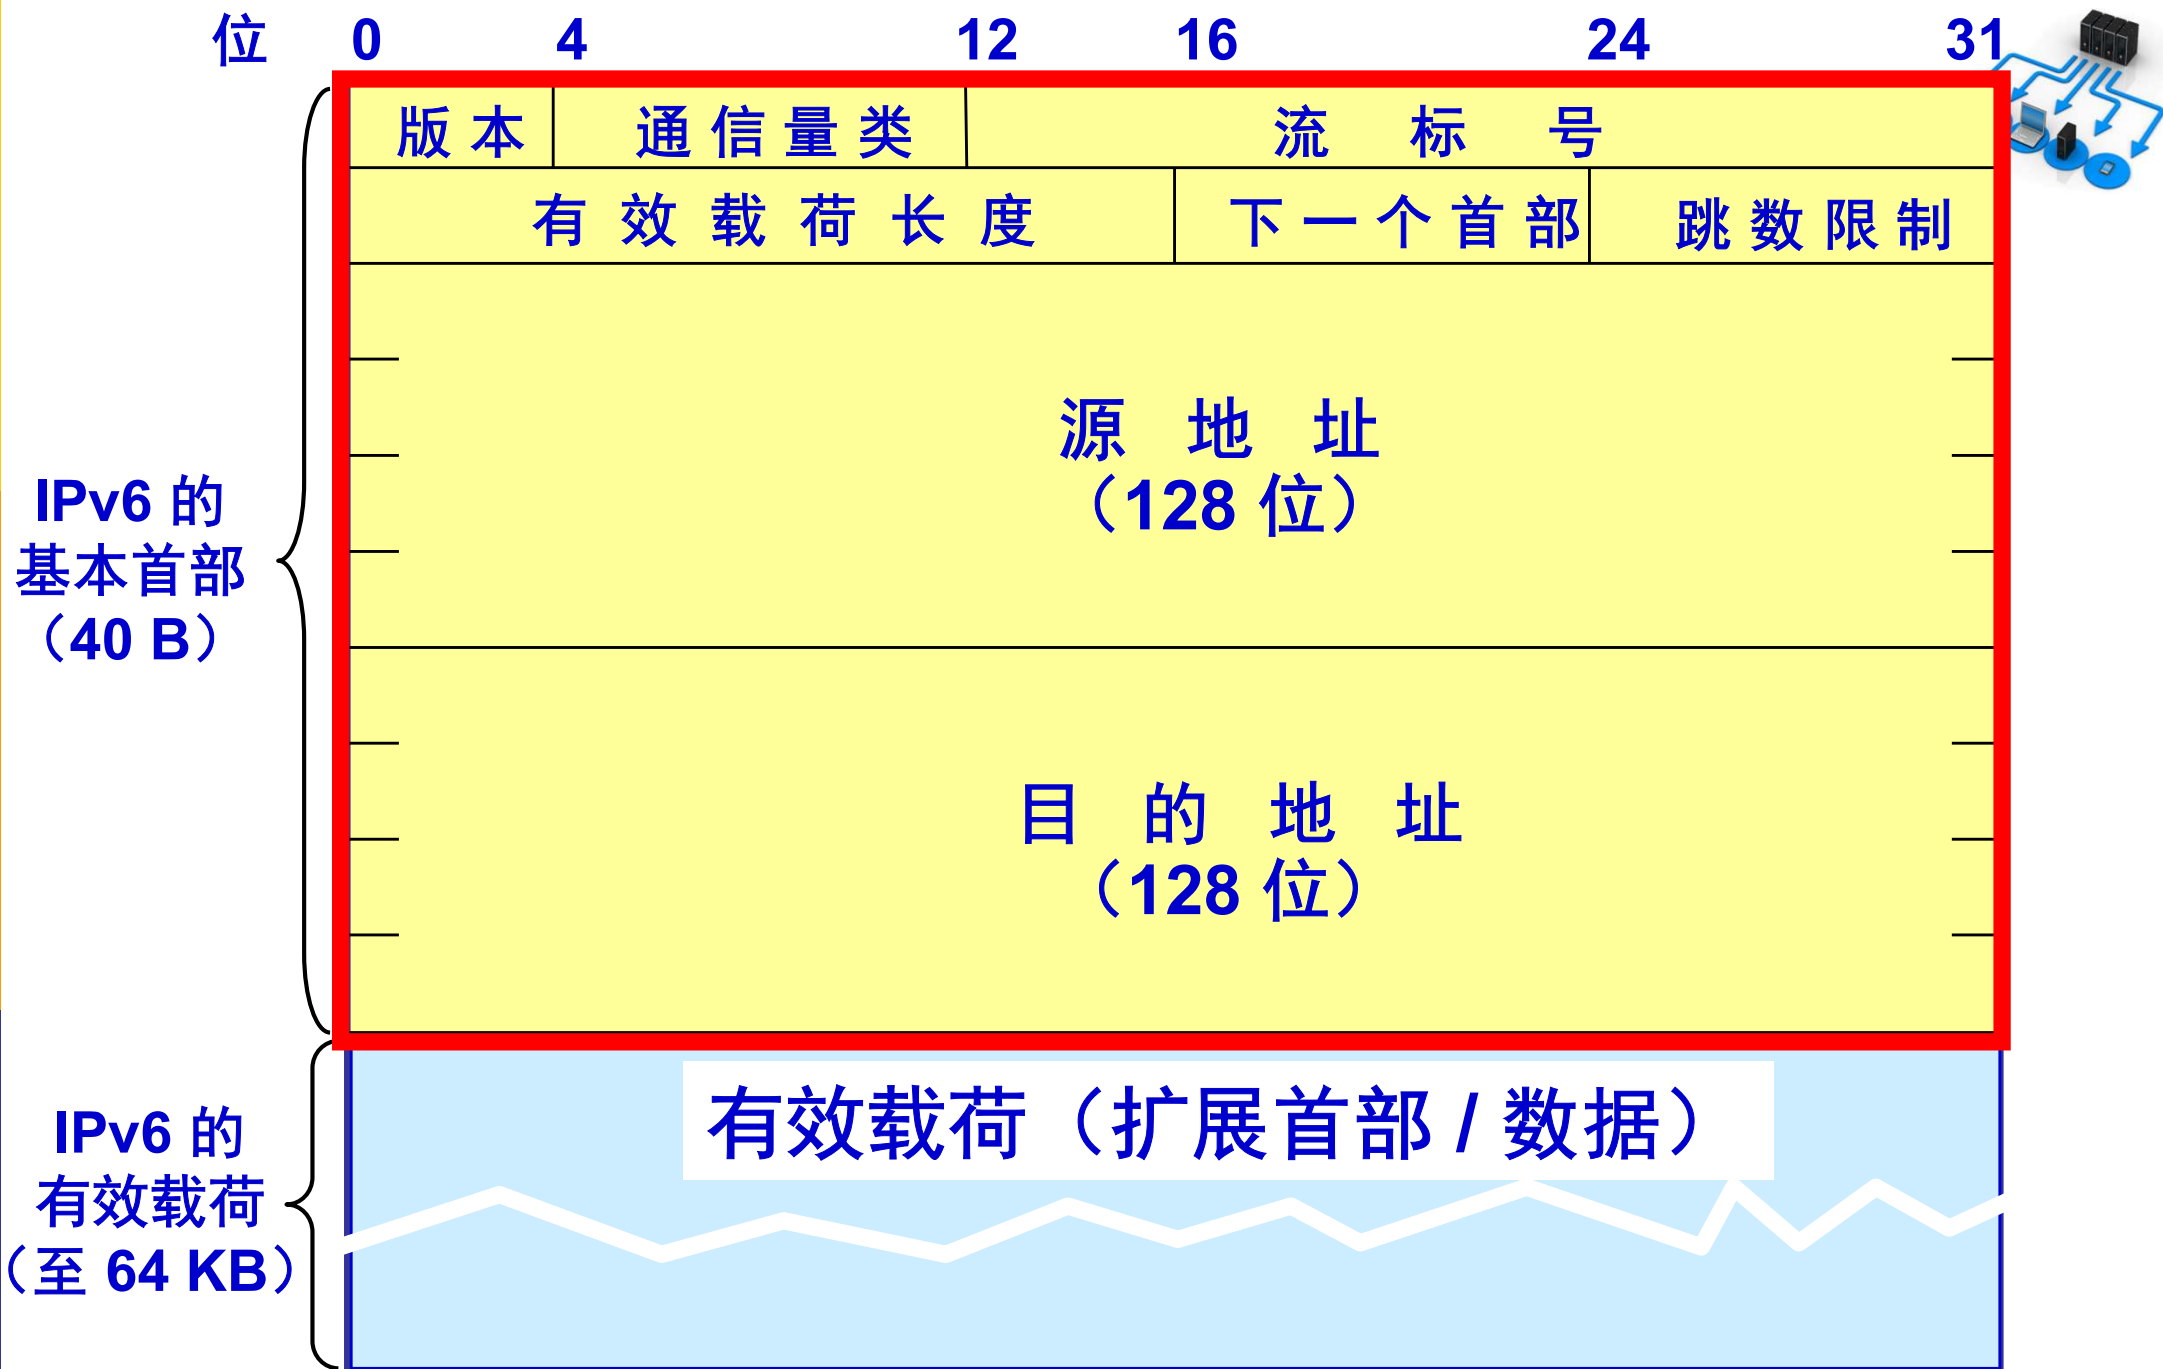 位 0 4 12 16 24 31
版本 通信量类 流标号
有效载荷长度 下一个首部 跳数限制
源地址
（128 位）
IPv6 的
基本首部
（40 B）
目的地址
（128 位）
有效载荷（扩展首部 / 数据）
IPv6 的
有效载荷
（至 64 KB）